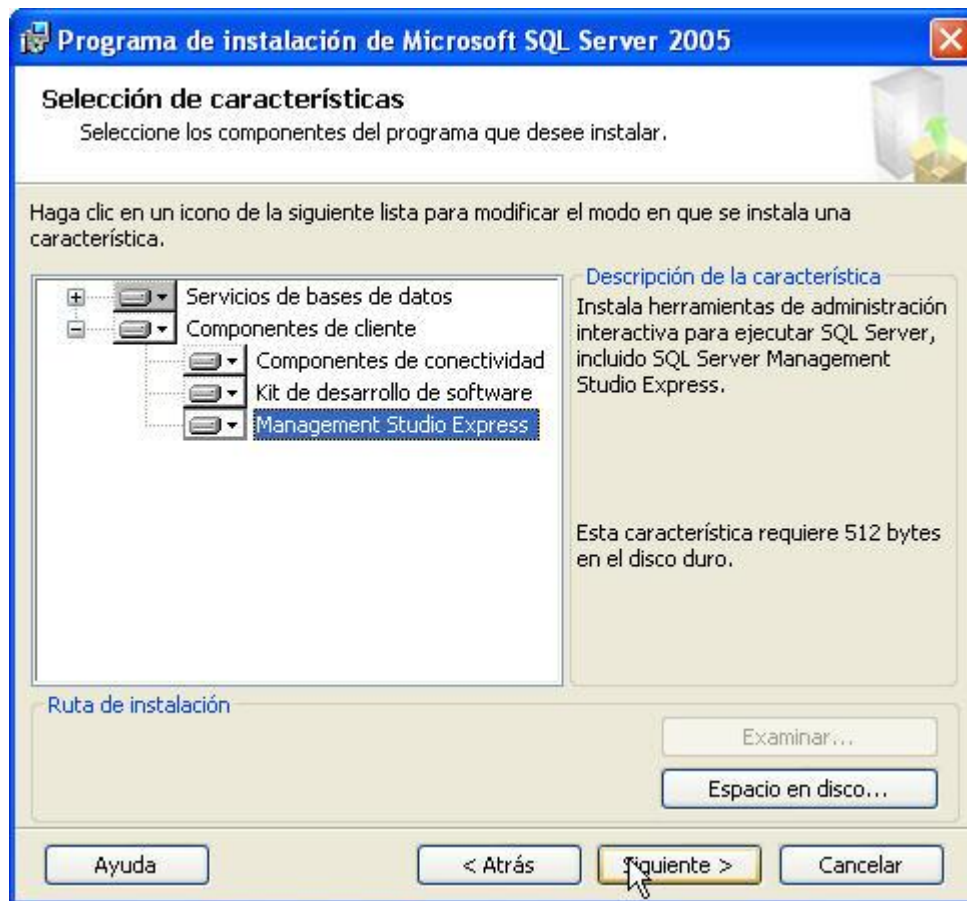 Programa de instalación de Microsoft SQL Server 2005
Selección de características
Seleccione los componentes del programa que desee instalar.
Haga clic en un icono de la siguiente lista para modificar el modo en que se instala una
característica.
Servicios de bases de datos
Componentes de cliente
Componentes de conectividad
Kit de desarrollo de software
Management Studio Express
Descripción de la característica
Instala herramientas de administración
interactiva para ejecutar SQL Server,
incluido SQL Server Management
Studio Express.
Esta característica requiere 512 bytes
en el disco duro.
Ruta de instalación
Examinar...
Espacio en disco...
Ayuda
< Atrás
Siguiente >
Cancelar